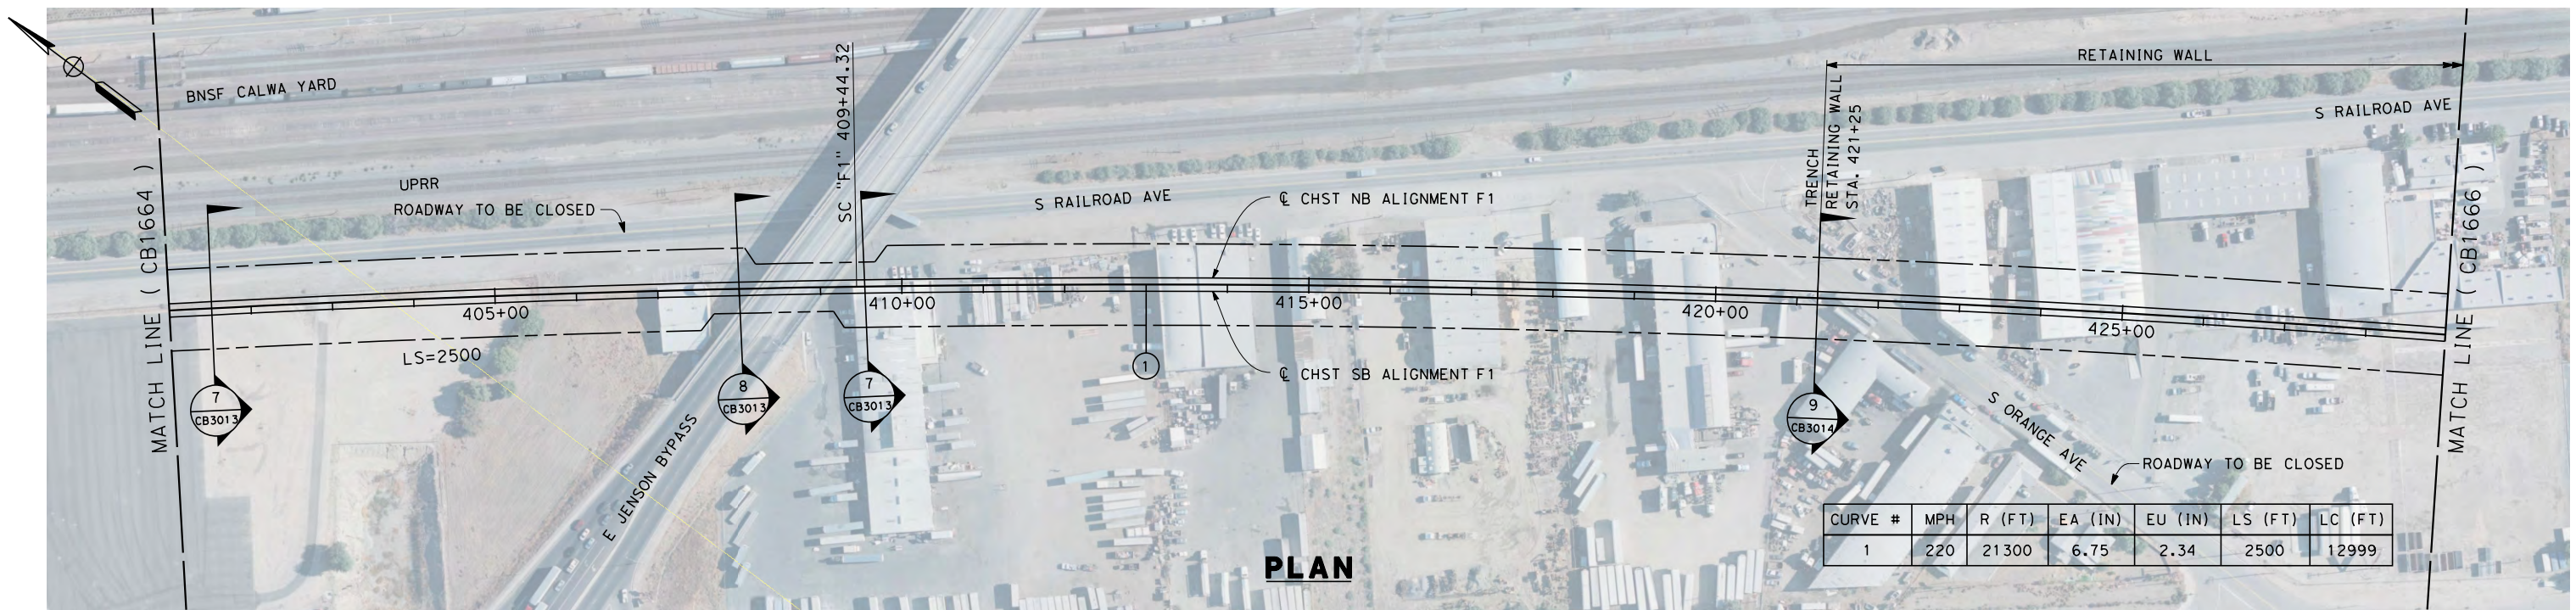 BNSF CALWA YARD
MATCH LINE ( CB1664 )
UPRR
ROADWAY TO BE CLOSED
SC "F1" 409+44.32
S RAILROAD AVE
℄ CHST NB ALIGNMENT F1
TRENCH
RETAINING WALL
STA. 421+25
RETAINING WALL
S RAILROAD AVE
MATCH LINE ( CB1666 )
405+00
410+00
415+00
420+00
425+00
LS=2500
7
CB3013
8
CB3013
7
CB3013
1
℄ CHST SB ALIGNMENT F1
9
CB3014
E JENSON BYPASS
S ORANGE AVE
ROADWAY TO BE CLOSED
CURVE # MPH R (FT) EA (IN) EU (IN) LS (FT) LC (FT)
1 220 21300 6.75 2.34 2500 12999
PLAN